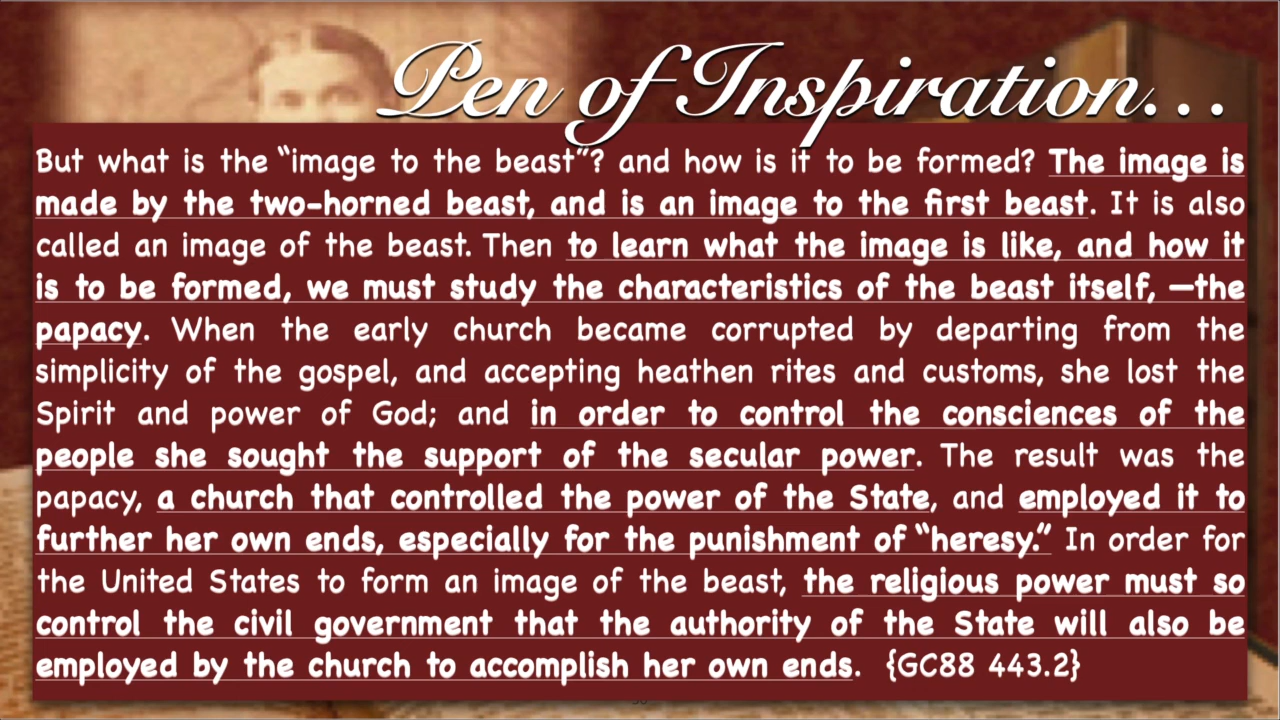 Pen of Inspiration...
But what is the “image to the beast”? and how is it to be formed? The image is
made by the two-horned beast, and is an image to the first beast. It is also
called an image of the beast. Then to learn what the image is like, and how it
is to be formed, we must study the characteristics of the beast itself, —the
papacy. When the early church became corrupted by departing from the
simplicity of the gospel, and accepting heathen rites and customs, she lost the
Spirit and power of God; and in order to control the consciences of the
people she sought the support of the secular power. The result was the
papacy, a church that controlled the power of the State, and employed it to
further her own ends, especially for the punishment of “heresy.” In order for
the United States to form an image of the beast, the religious power must so
control the civil government that the authority of the State will also be
employed by the church to accomplish her own ends. {GC88 443.2}